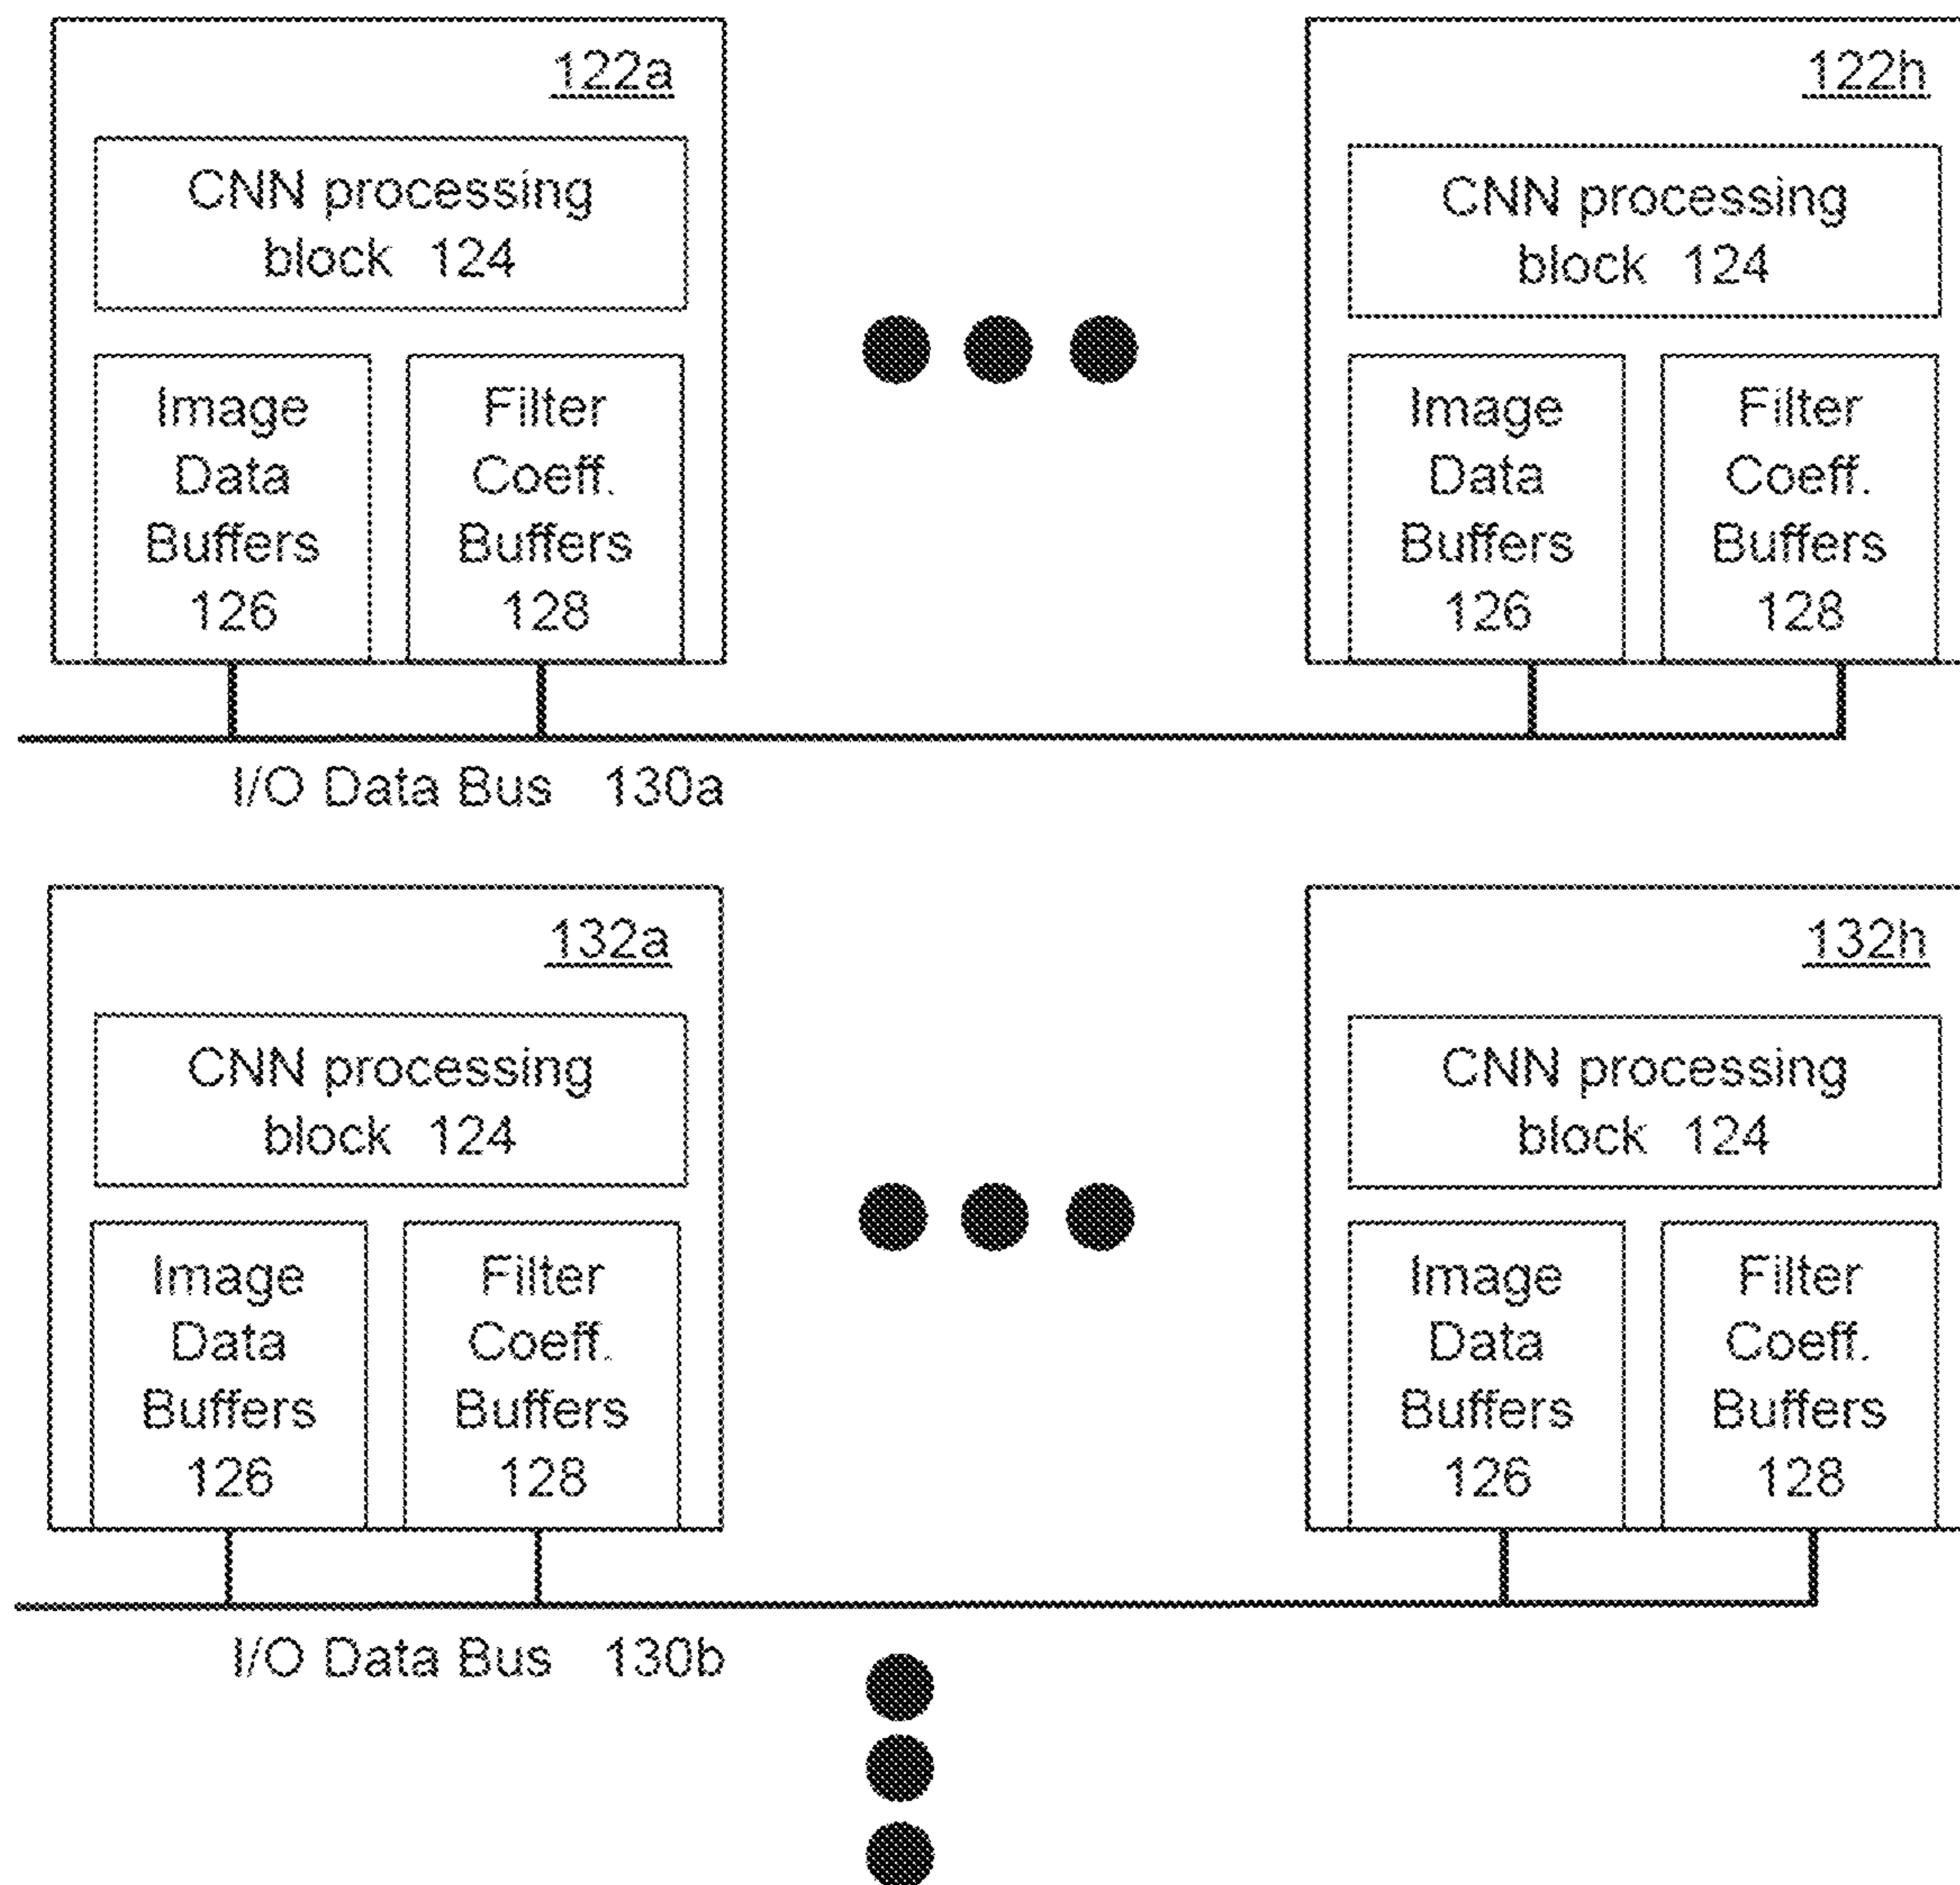 122a
CNN processing
block 124
Image
Data
Buffers
126
Filter
Coeff.
Buffers
128
122h
CNN processing
block 124
Image
Data
Buffers
126
Filter
Coeff.
Buffers
128
I/O Data Bus 130a
132a
CNN processing
block 124
Image
Data
Buffers
126
Filter
Coeff.
Buffers
128
132h
CNN processing
block 124
Image
Data
Buffers
126
Filter
Coeff.
Buffers
128
I/O Data Bus 130b